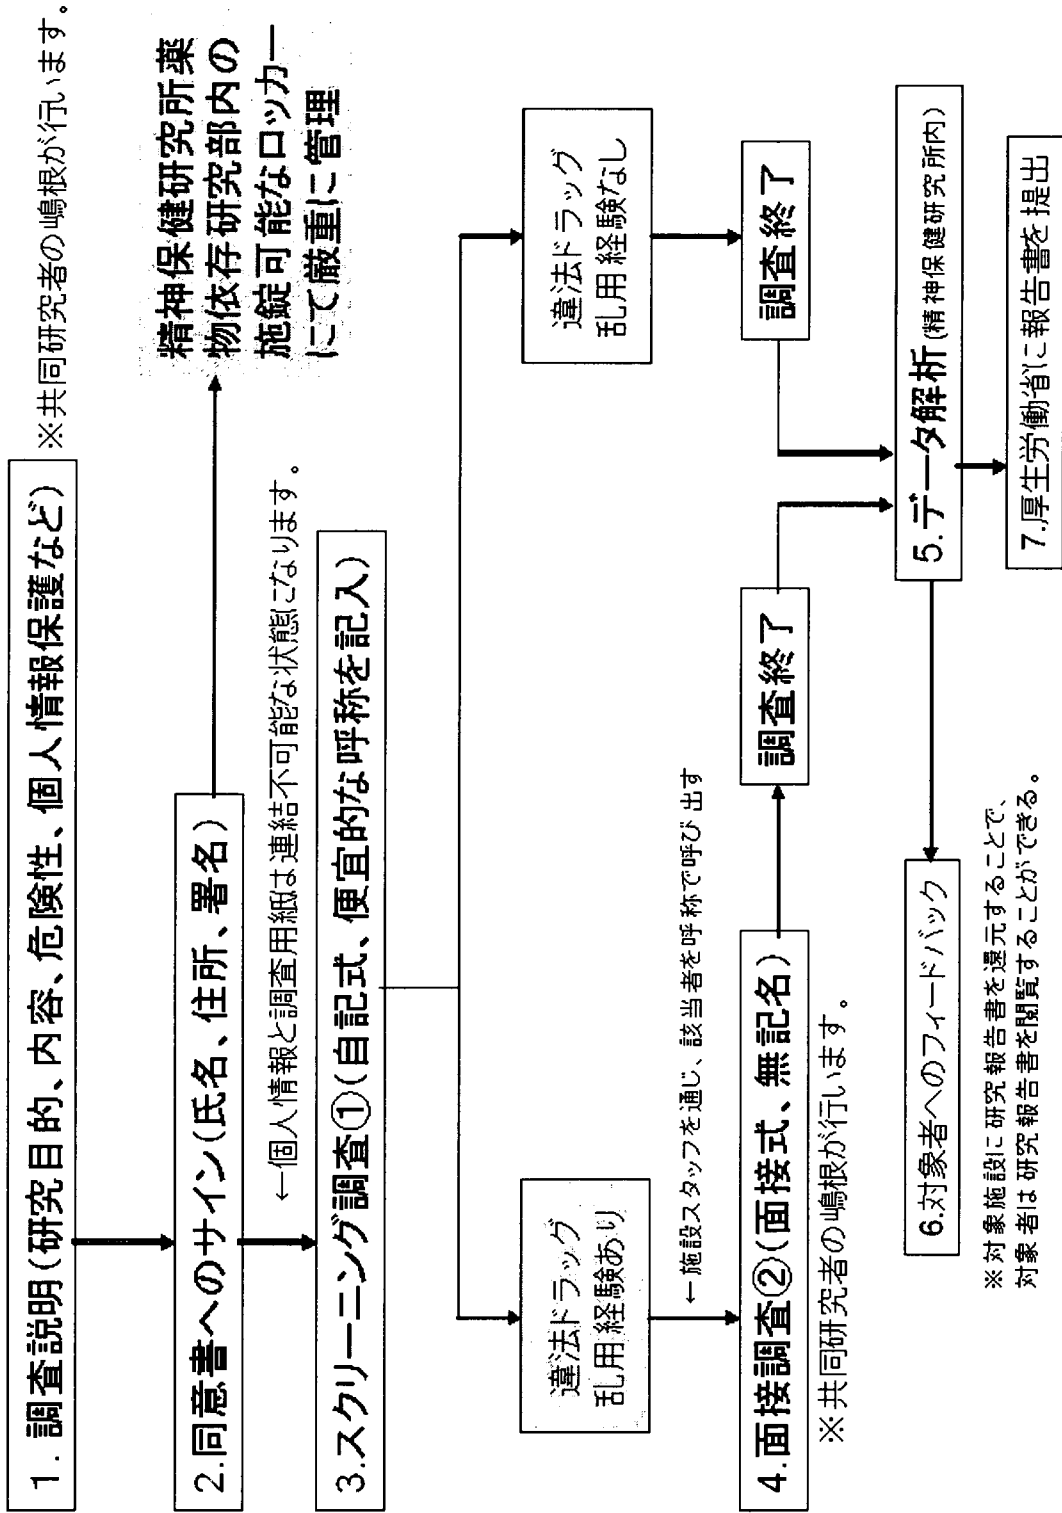 1. 調査説明(研究目的、内容、危険性、個人情報保護など)
※共同研究者の嶋根が行います。
2.同意書へのサイン(氏名、住所、署名)
精神保健研究所薬
物依存研究部内の
施錠可能なロッカー
にて厳重に管理
←個人情報と調査用紙は連結不可能な状態になります。
3.スクリーニング調査①(自記式、便宜的な呼称を記入)
違法ドラッグ
乱用経験あり
違法ドラッグ
乱用経験なし
←施設スタッフを通じ、該当者を呼称で呼び出す
4.面接調査②(面接式、無記名)
※共同研究者の嶋根が行います。
調査終了
調査終了
5.データ解析(精神保健研究所内)
6.対象者へのフィードバック
※対象施設に研究報告書を還元することで、
対象者は研究報告書を閲覧することができる。
7.厚生労働省に報告書を提出